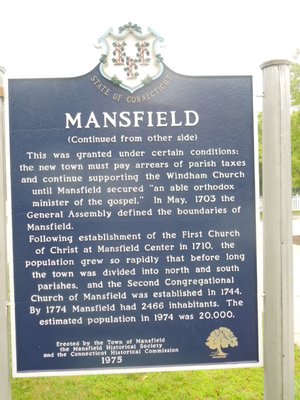 STATE OF CONNECTICUT
MANSFIELD
(Continued from other side)
This was granted under certain conditions:
the new town must pay arrears of parish taxes
and continue supporting the Windham Church
until Mansfield secured "an able orthodox
minister of the gospel." In May, 1703 the
General Assembly defined the boundaries of
Mansfield.
Following establishment of the First Church
of Christ at Mansfield Center in 1710, the
population grew so rapidly that before long
the town was divided into north and south
parishes, and the Second Congregational
Church of Mansfield was established in 1744.
By 1774 Mansfield had 2466 inhabitants. The
estimated population in 1974 was 20,000.
Erected by the Town of Mansfield
the Mansfield Historical Society
and the Connecticut Historical Commission
1975